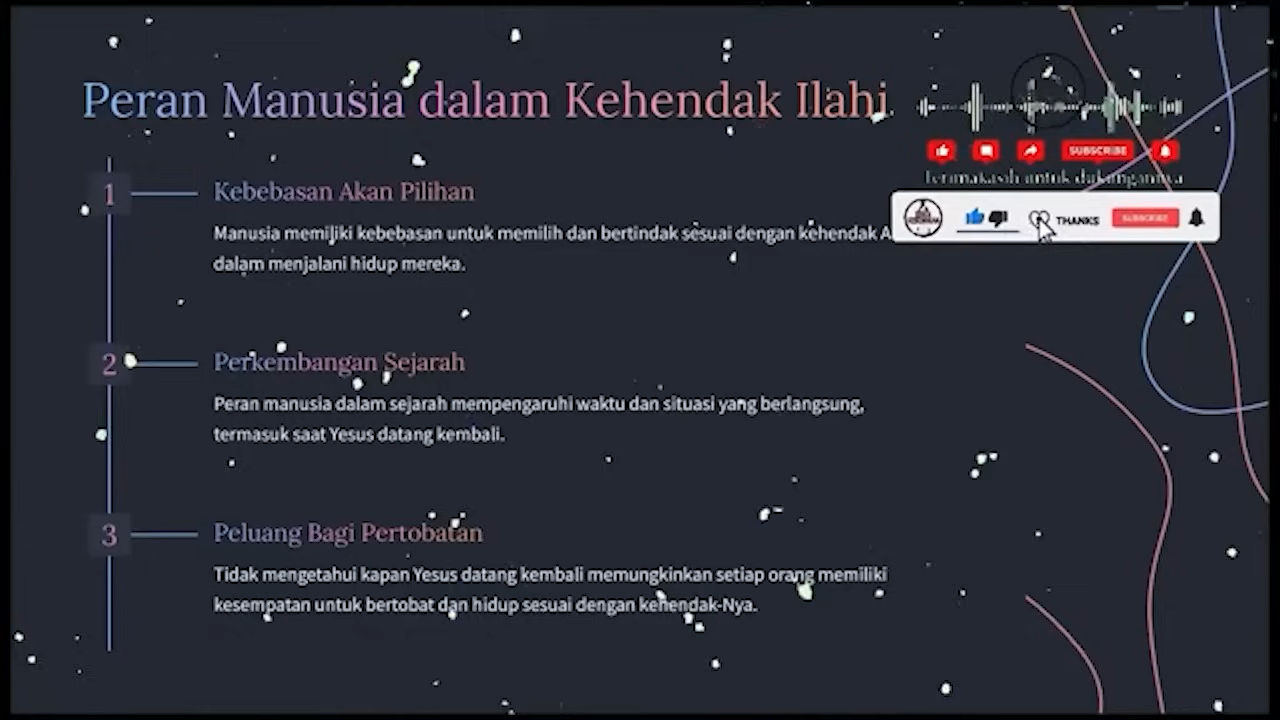 Peran Manusia dalam Kehendak Ilahi
SUBSCRIBE
Terimakasih untuk dukungannya
THANKS
SUBSCRIBE
1
Kebebasan Akan Pilihan
Manusia memiliki kebebasan untuk memilih dan bertindak sesuai dengan kehendak
dalam menjalani hidup mereka.
2
Perkembangan Sejarah
Peran manusia dalam sejarah mempengaruhi waktu dan situasi yang berlangsung,
termasuk saat Yesus datang kembali.
3
Peluang Bagi Pertobatan
Tidak mengetahui kapan Yesus datang kembali memungkinkan setiap orang memiliki
kesempatan untuk bertobat dan hidup sesuai dengan kehendak-Nya.